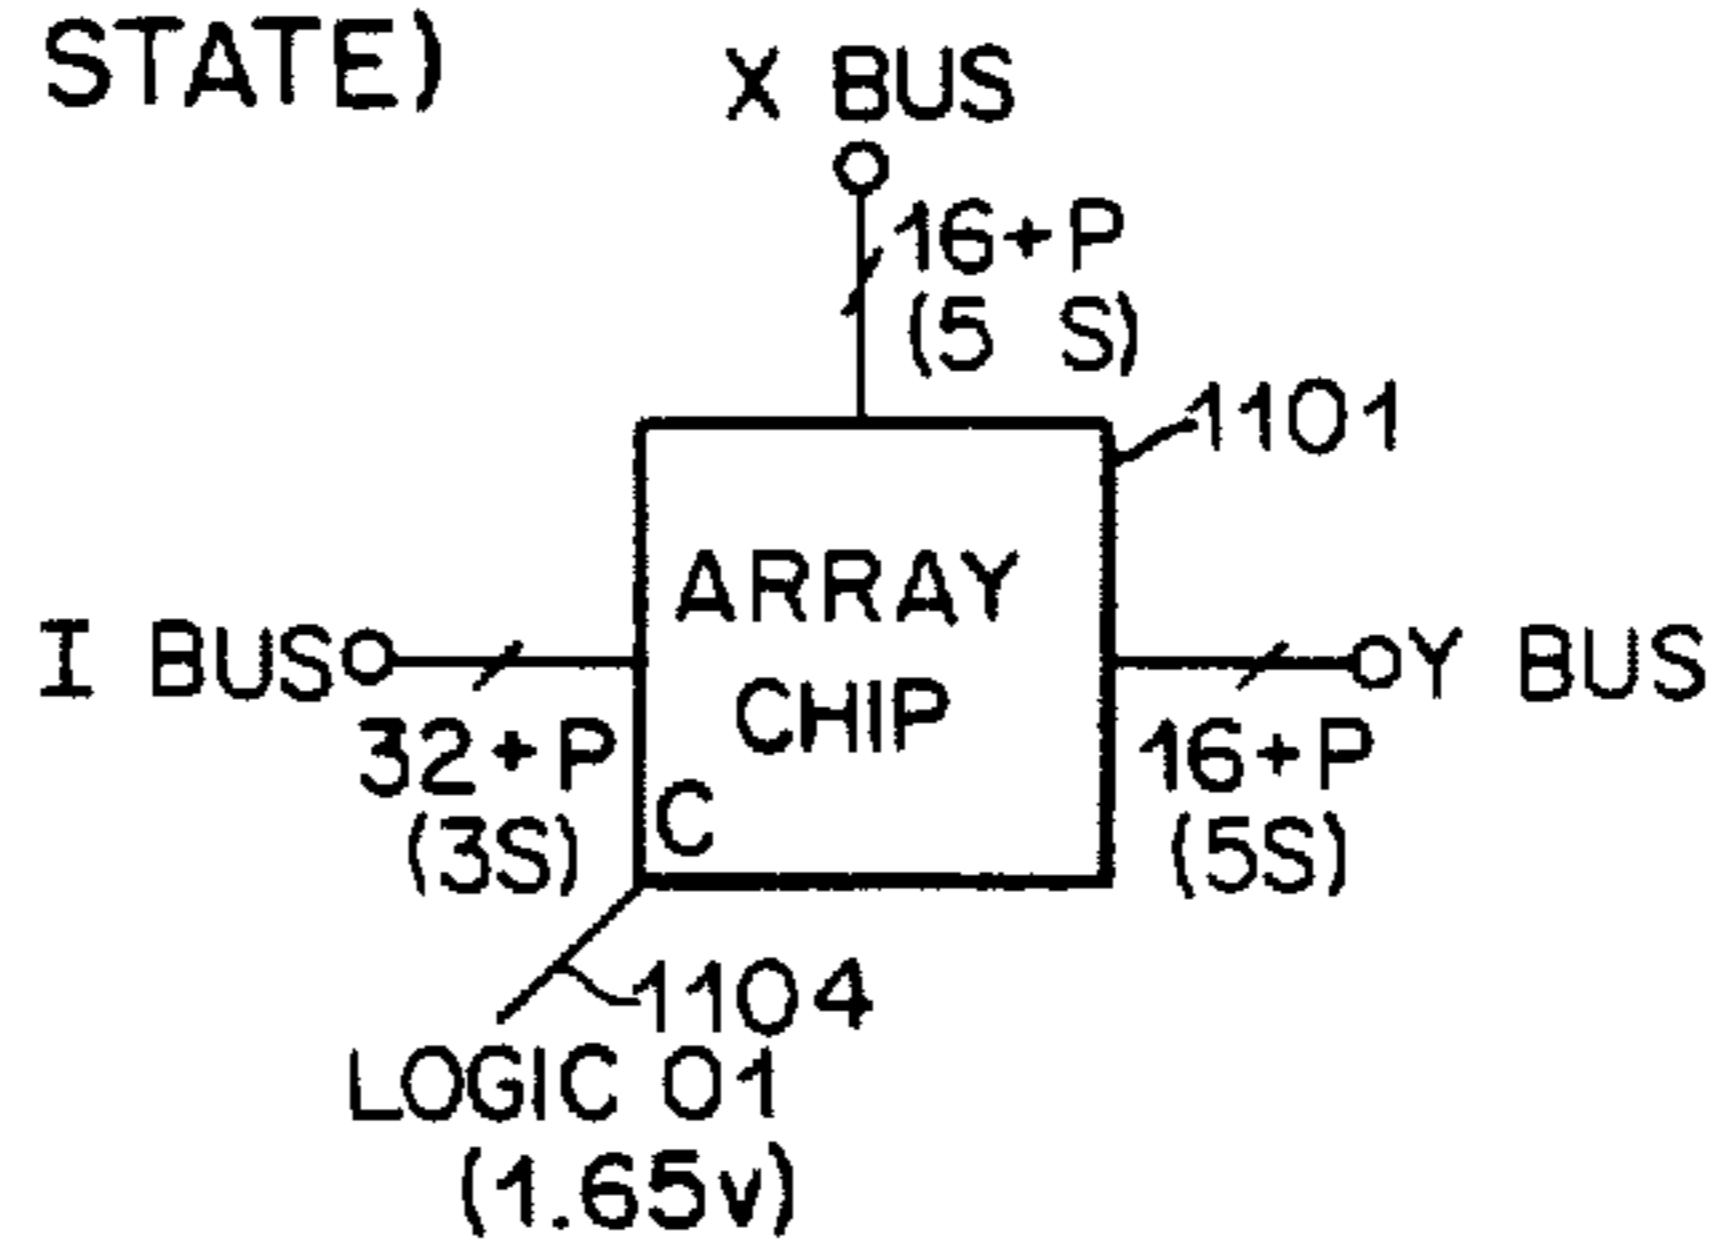 STATE)
X BUS
16+P
(5 S)
1101
ARRAY
CHIP
I BUS
32+P
(3S)
C
Y BUS
16+P
(5S)
1104
LOGIC 01
(1.65v)